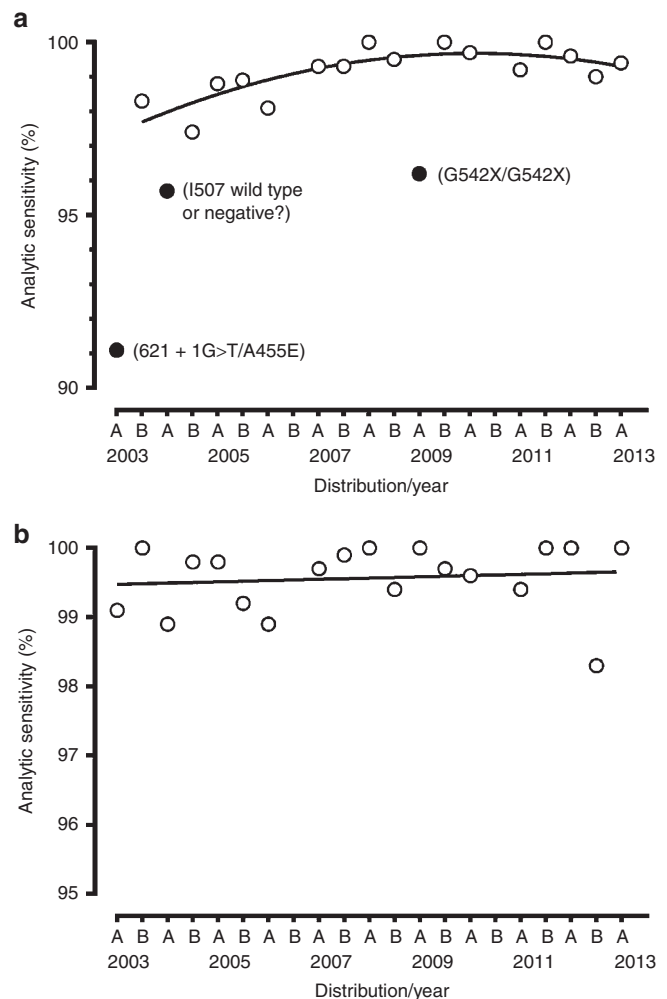 a
100
95
90
Analytic sensitivity (%)
(I507 wild type
or negative?)
(G542X/G542X)
(621 + 1G>T/A455E)
A B A B A B A B A B A B A B A B A B A B A
2003 2005 2007 2009 2011 2013
Distribution/year
b
100
99
98
97
96
95
Analytic sensitivity (%)
A B A B A B A B A B A B A B A B A B A B A
2003 2005 2007 2009 2011 2013
Distribution/year